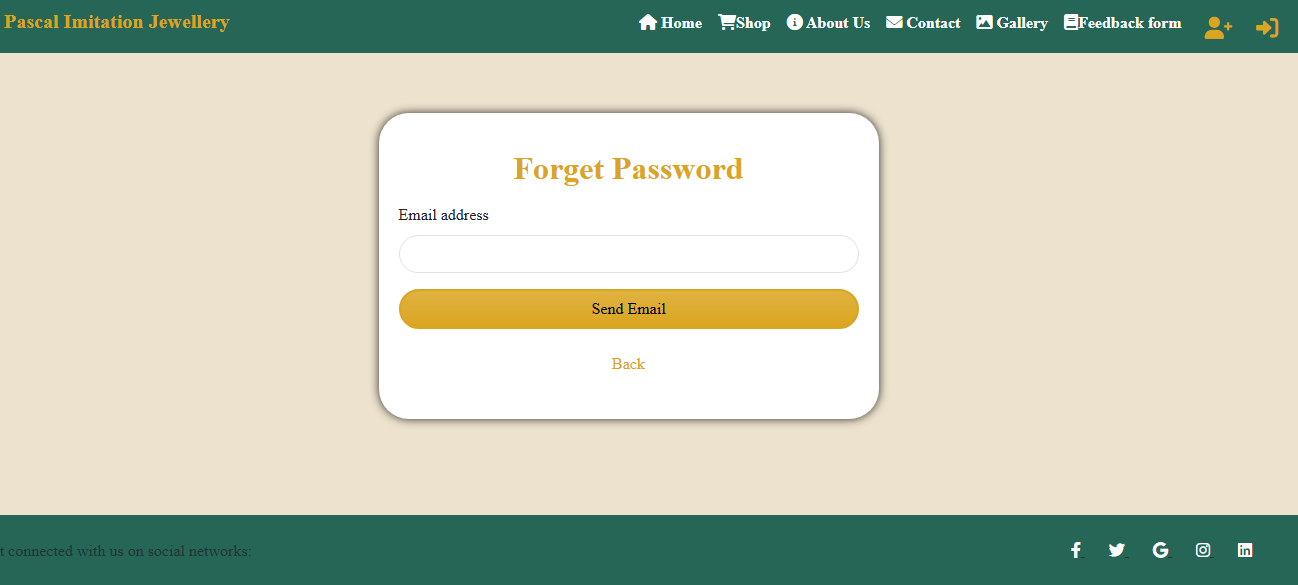 Pascal Imitation Jewellery
Home Shop About Us Contact Gallery Feedback form
Forget Password
Email address
Send Email
Back
t connected with us on social networks: